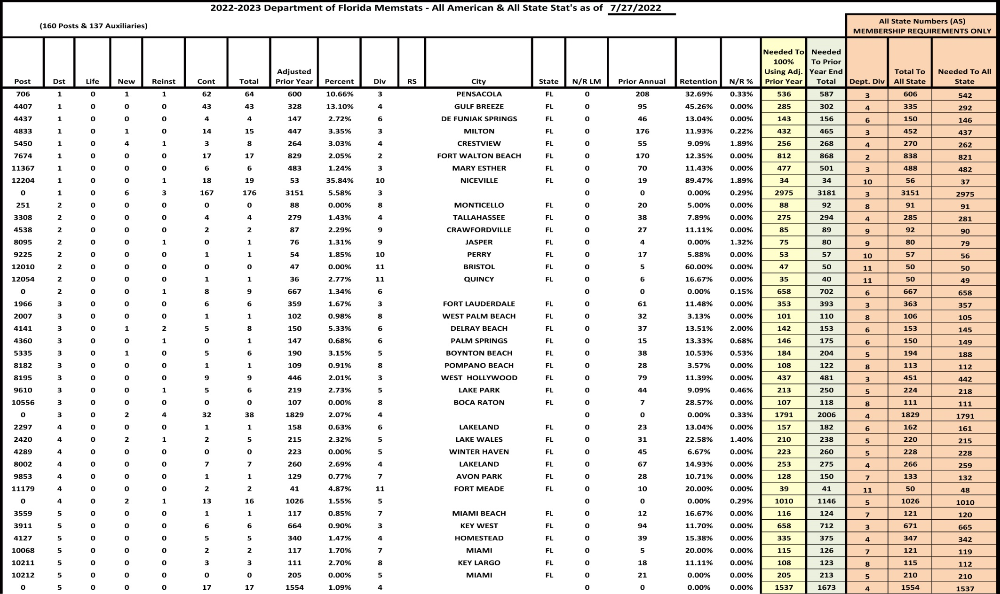 2022-2023 Department of Florida Memstats - All American & All State Stat's as of 7/27/2022
(160 Posts & 137 Auxiliaries)
All State Numbers (AS)
MEMBERSHIP REQUIREMENTS ONLY
Post Dst Life New Reinst Cont Total Adjusted Prior Year Percent Div RS City State N/R LM Prior Annual Retention N/R % Needed To 100% Using Adj. Prior Year Needed To Prior Year End Total Dept. Div Total To All State Needed To All State
706 1 0 1 1 62 64 600 10.66% 3 PENSACOLA FL 0 208 32.69% 0.33% 536 587 3 606 542
4407 1 0 0 0 43 43 328 13.10% 4 GULF BREEZE FL 0 95 45.26% 0.00% 285 302 4 335 292
4437 1 0 0 0 4 4 147 2.72% 6 DE FUNIAK SPRINGS FL 0 46 13.04% 0.00% 143 156 6 150 146
4833 1 0 1 0 14 15 447 3.35% 3 MILTON FL 0 176 11.93% 0.22% 432 465 3 452 437
5450 1 0 4 1 3 8 264 3.03% 4 CRESTVIEW FL 0 55 9.09% 1.89% 256 268 4 270 262
7674 1 0 0 0 17 17 829 2.05% 2 FORT WALTON BEACH FL 0 170 12.35% 0.00% 812 868 2 838 821
11367 1 0 0 0 6 6 483 1.24% 3 MARY ESTHER FL 0 70 11.43% 0.00% 477 501 3 488 482
12204 1 0 0 1 18 19 53 35.84% 10 NICEVILLE FL 0 19 89.47% 1.89% 34 34 10 56 37
0 1 0 6 3 167 176 3151 5.58% 3 0 0 0.00% 0.29% 2975 3181 3 3151 2975
251 2 0 0 0 0 0 88 0.00% 8 MONTICELLO FL 0 20 5.00% 0.00% 88 92 8 91 91
3308 2 0 0 0 4 4 279 1.43% 4 TALLAHASSEE FL 0 38 7.89% 0.00% 275 294 4 285 281
4538 2 0 0 0 2 2 87 2.29% 9 CRAWFORDVILLE FL 0 27 11.11% 0.00% 85 89 9 92 90
8095 2 0 0 1 0 1 76 1.31% 9 JASPER FL 0 4 0.00% 1.32% 75 80 9 80 79
9225 2 0 0 0 1 1 54 1.85% 10 PERRY FL 0 17 5.88% 0.00% 53 57 10 57 56
12010 2 0 0 0 0 0 47 0.00% 11 BRISTOL FL 0 5 60.00% 0.00% 47 50 11 50 50
12054 2 0 0 0 1 1 36 2.77% 11 QUINCY FL 0 6 16.67% 0.00% 35 40 11 50 49
0 2 0 0 1 8 9 667 1.34% 6 0 0 0.00% 0.15% 658 702 6 667 658
1966 3 0 0 0 6 6 359 1.67% 3 FORT LAUDERDALE FL 0 61 11.48% 0.00% 353 393 3 363 357
2007 3 0 0 0 1 1 102 0.98% 8 WEST PALM BEACH FL 0 32 3.13% 0.00% 101 110 8 106 105
4141 3 0 1 2 5 8 150 5.33% 6 DELRAY BEACH FL 0 37 13.51% 2.00% 142 153 6 153 145
4360 3 0 0 1 0 1 147 0.68% 6 PALM SPRINGS FL 0 15 13.33% 0.68% 146 175 6 150 149
5335 3 0 1 0 5 6 190 3.15% 5 BOYNTON BEACH FL 0 38 10.53% 0.53% 184 204 5 194 188
8182 3 0 0 0 1 1 109 0.91% 8 POMPANO BEACH FL 0 28 3.57% 0.00% 108 122 8 113 112
8195 3 0 0 0 9 9 446 2.01% 3 WEST HOLLYWOOD FL 0 79 11.39% 0.00% 437 481 3 451 442
9610 3 0 0 1 5 6 219 2.73% 5 LAKE PARK FL 0 44 9.09% 0.46% 213 250 5 224 218
10556 3 0 0 0 0 0 107 0.00% 8 BOCA RATON FL 0 7 28.57% 0.00% 107 118 8 111 111
0 3 0 2 4 32 38 1829 2.07% 4 0 0 0.00% 0.33% 1791 2006 4 1829 1791
2297 4 0 0 0 1 1 158 0.63% 6 LAKELAND FL 0 23 13.04% 0.00% 157 182 6 162 161
2420 4 0 2 1 2 5 215 2.32% 5 LAKE WALES FL 0 31 22.58% 1.40% 210 238 5 220 215
4289 4 0 0 0 0 0 223 0.00% 5 WINTER HAVEN FL 0 45 6.67% 0.00% 223 260 5 228 228
8002 4 0 0 0 7 7 260 2.69% 4 LAKELAND FL 0 67 14.93% 0.00% 253 275 4 266 259
9853 4 0 0 0 1 1 129 0.77% 7 AVON PARK FL 0 28 10.71% 0.00% 128 150 7 133 132
11179 4 0 0 0 2 2 41 4.87% 11 FORT MEADE FL 0 10 20.00% 0.00% 39 41 11 50 48
0 4 0 2 1 13 16 1026 1.55% 5 0 0 0.00% 0.29% 1010 1146 5 1026 1010
3559 5 0 0 0 1 1 117 0.85% 7 MIAMI BEACH FL 0 12 16.67% 0.00% 116 124 7 121 120
3911 5 0 0 0 6 6 664 0.90% 3 KEY WEST FL 0 94 11.70% 0.00% 658 712 3 671 665
4127 5 0 0 0 5 5 340 1.47% 4 HOMESTEAD FL 0 39 15.38% 0.00% 335 375 4 347 342
10068 5 0 0 0 2 2 117 1.70% 7 MIAMI FL 0 5 20.00% 0.00% 115 126 7 121 119
10211 5 0 0 0 3 3 111 2.70% 8 KEY LARGO FL 0 18 11.11% 0.00% 108 123 8 115 112
10212 5 0 0 0 0 0 205 0.00% 5 MIAMI FL 0 21 0.00% 0.00% 205 213 5 210 210
0 5 0 0 0 17 17 1554 1.09% 4 0 0 0.00% 0.00% 1537 1673 4 1554 1537